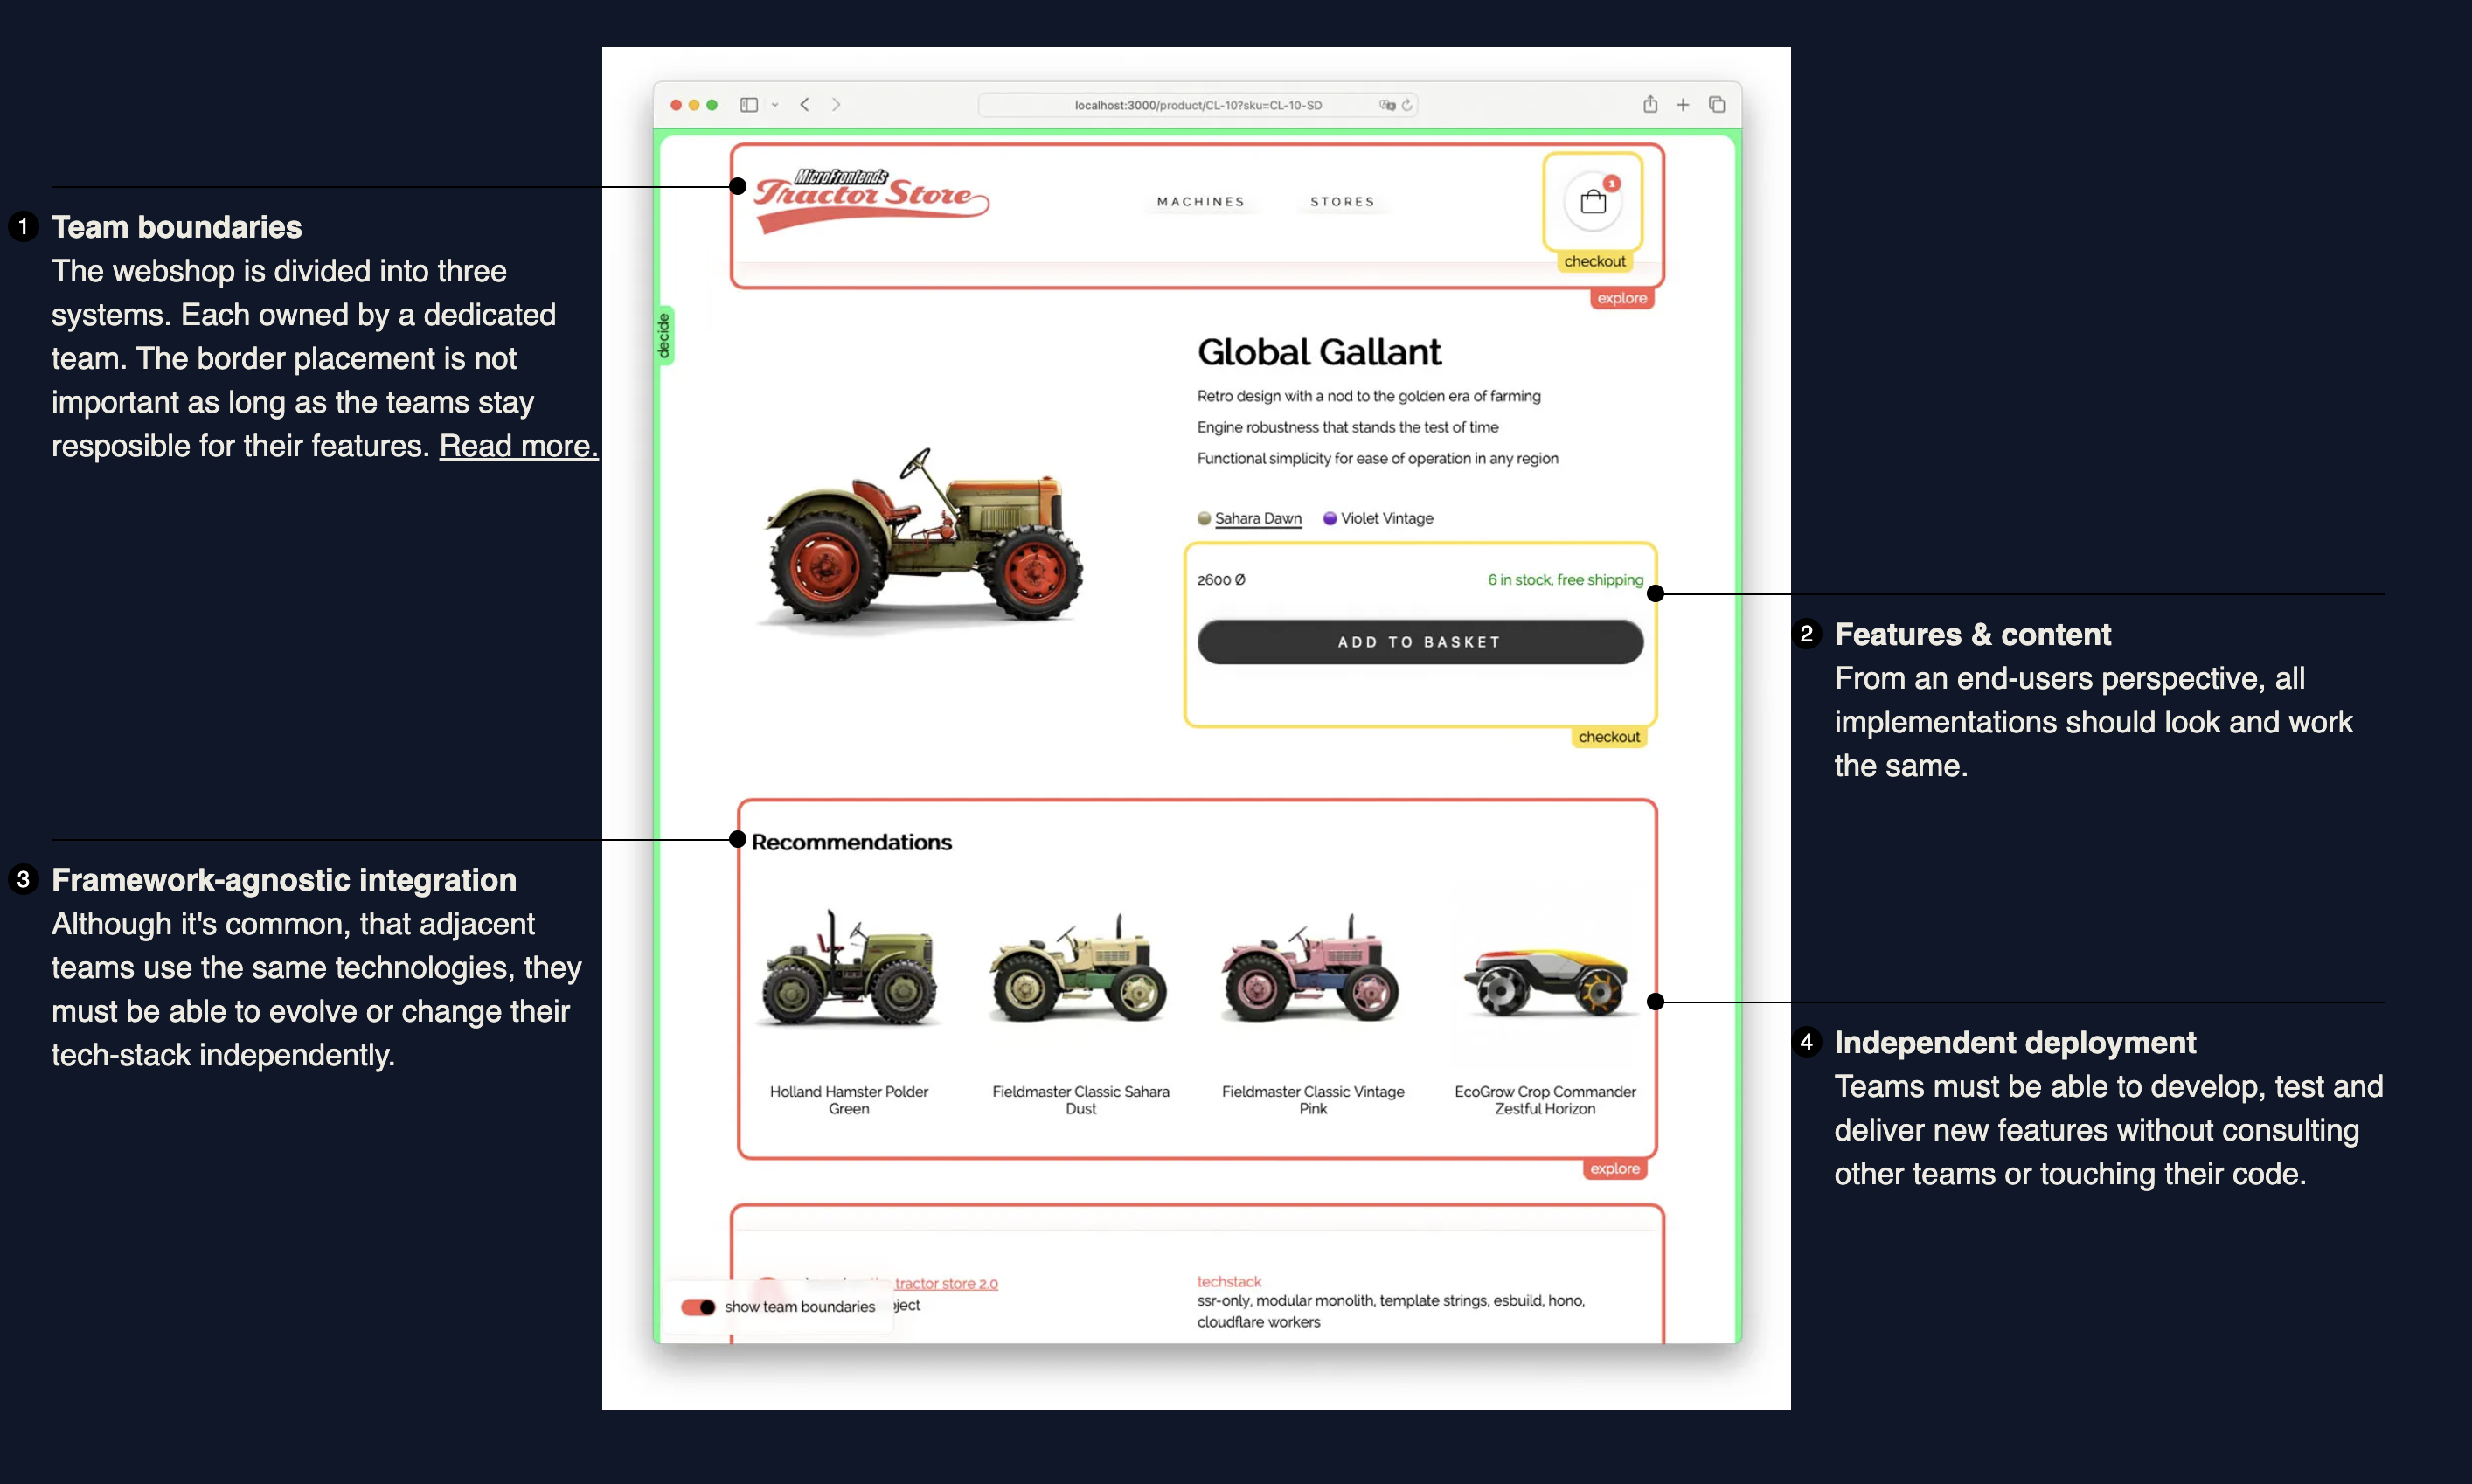 localhost:3000/product/CL-10?sku=CL-10-SD
MicroFrontends
Tractor Store
MACHINES
STORES
1
checkout
explore
decide
1 Team boundaries
The webshop is divided into three
systems. Each owned by a dedicated
team. The border placement is not
important as long as the teams stay
resposible for their features. Read more.
Global Gallant
Retro design with a nod to the golden era of farming
Engine robustness that stands the test of time
Functional simplicity for ease of operation in any region
Sahara Dawn
Violet Vintage
2600 Ø
6 in stock, free shipping
ADD TO BASKET
checkout
2 Features & content
From an end-users perspective, all
implementations should look and work
the same.
3 Framework-agnostic integration
Although it's common, that adjacent
teams use the same technologies, they
must be able to evolve or change their
tech-stack independently.
Recommendations
Holland Hamster Polder
Green
Fieldmaster Classic Sahara
Dust
Fieldmaster Classic Vintage
Pink
EcoGrow Crop Commander
Zestful Horizon
explore
4 Independent deployment
Teams must be able to develop, test and
deliver new features without consulting
other teams or touching their code.
tractor store 2.0
show team boundaries
techstack
ssr-only, modular monolith, template strings, esbuild, hono,
cloudflare workers